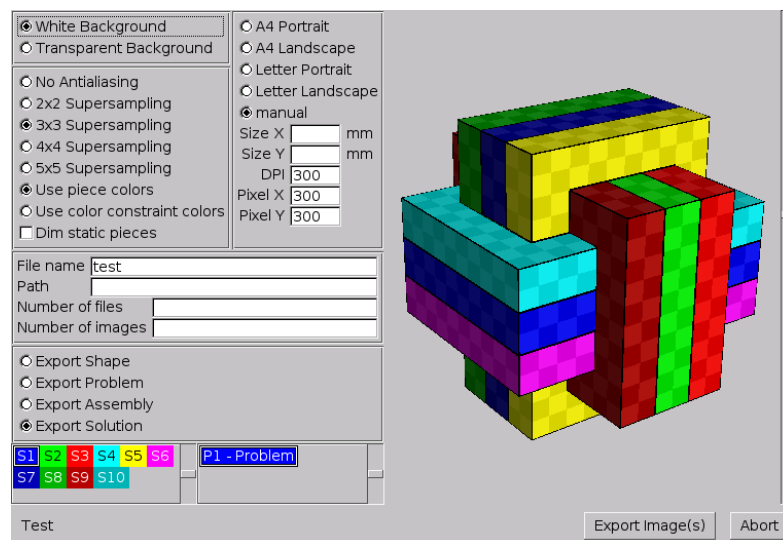 White Background
Transparent Background
No Antialiasing
2x2 Supersampling
3x3 Supersampling
4x4 Supersampling
5x5 Supersampling
Use piece colors
Use color constraint colors
Dim static pieces
A4 Portrait
A4 Landscape
Letter Portrait
Letter Landscape
manual
Size X mm
Size Y mm
DPI 300
Pixel X 300
Pixel Y 300
File name test
Path
Number of files
Number of images
Export Shape
Export Problem
Export Assembly
Export Solution
S1 S2 S3 S4 S5 S6
S7 S8 S9 S10
P1 - Problem
Test
Export Image(s)
Abort